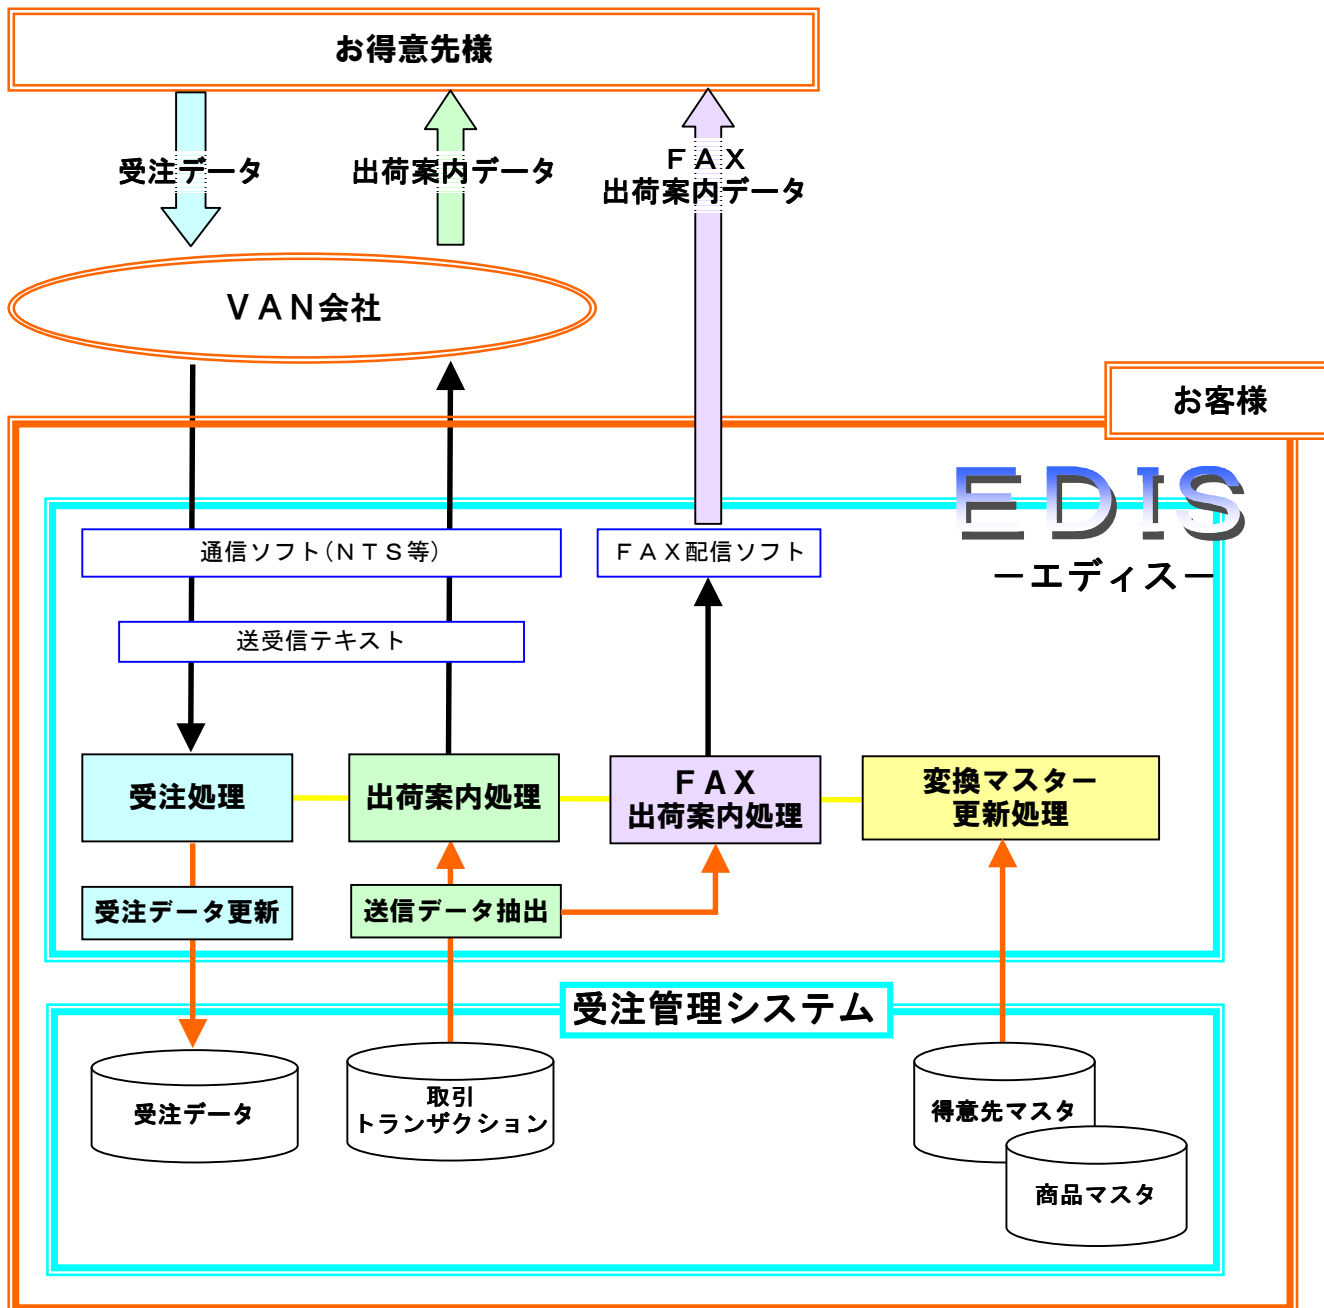 お得意先様
受注データ
出荷案内データ
ＦＡＸ
出荷案内データ
ＶＡＮ会社
お客様
ＥＤＩＳ
－エディス－
通信ソフト（ＮＴＳ等）
ＦＡＸ配信ソフト
送受信テキスト
受注処理
出荷案内処理
ＦＡＸ
出荷案内処理
変換マスター
更新処理
受注データ更新
送信データ抽出
受注管理システム
受注データ
取引
トランザクション
得意先マスタ
商品マスタ